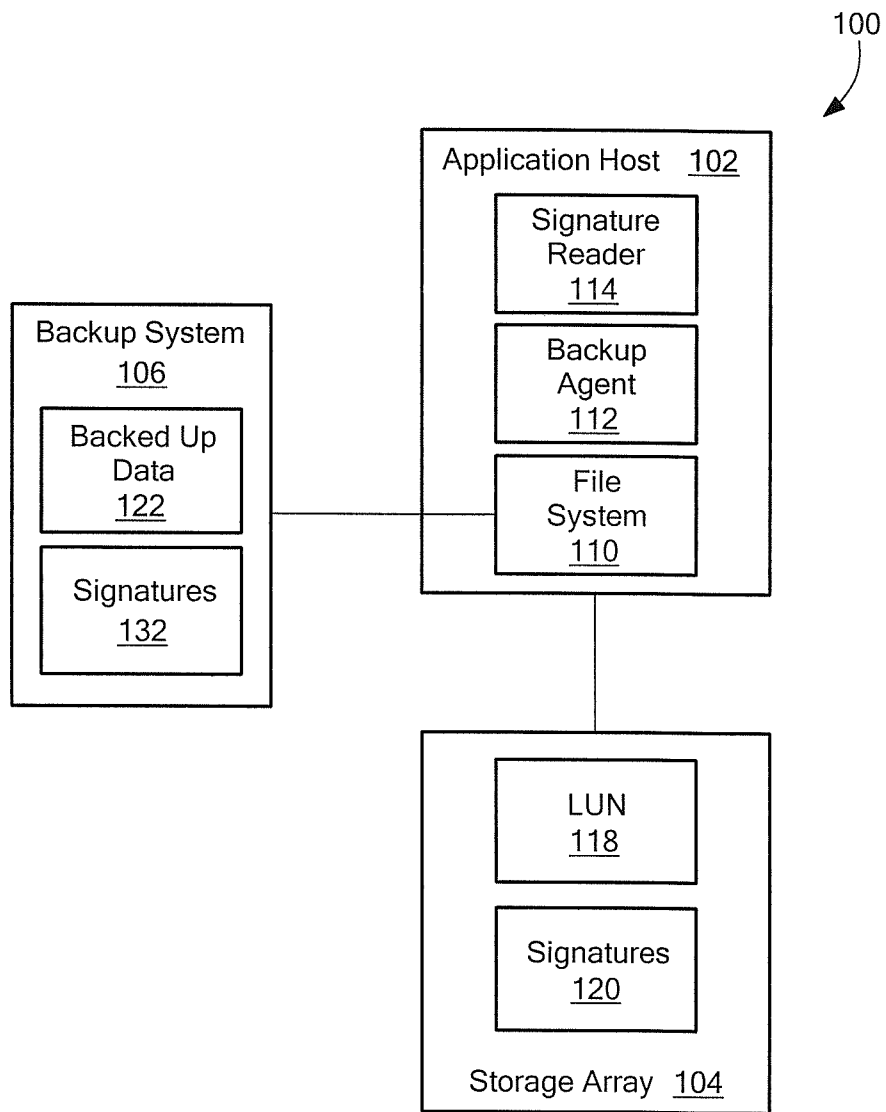 100
Application Host 102
Signature
Reader
114
Backup
Agent
112
File
System
110
Backup System
106
Backed Up
Data
122
Signatures
132
LUN
118
Signatures
120
Storage Array 104